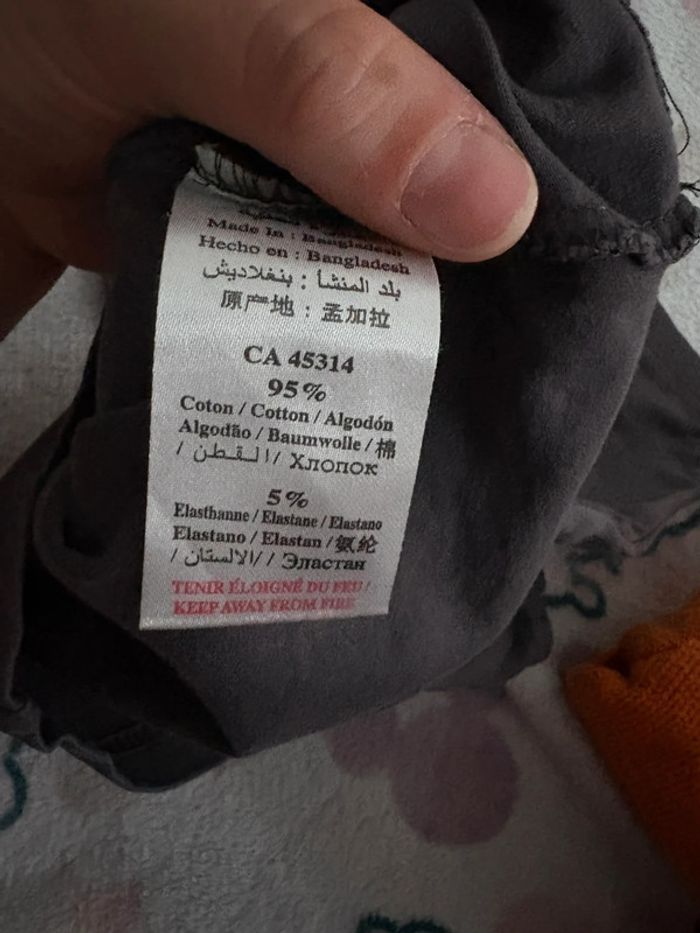 Made In : Bangladesh
Hecho en : Bangladesh
بلد المنشأ : بنغلاديش
原产地 : 孟加拉
CA 45314
95%
Coton / Cotton / Algodón
Algodão / Baumwolle / 棉
/ القطن / Хлопок
5%
Elasthanne / Elastane / Elastano
Elastano / Elastan / 氨纶
/ الالستان // Эластан
TENIR ÉLOIGNÉ DU FEU /
KEEP AWAY FROM FIRE